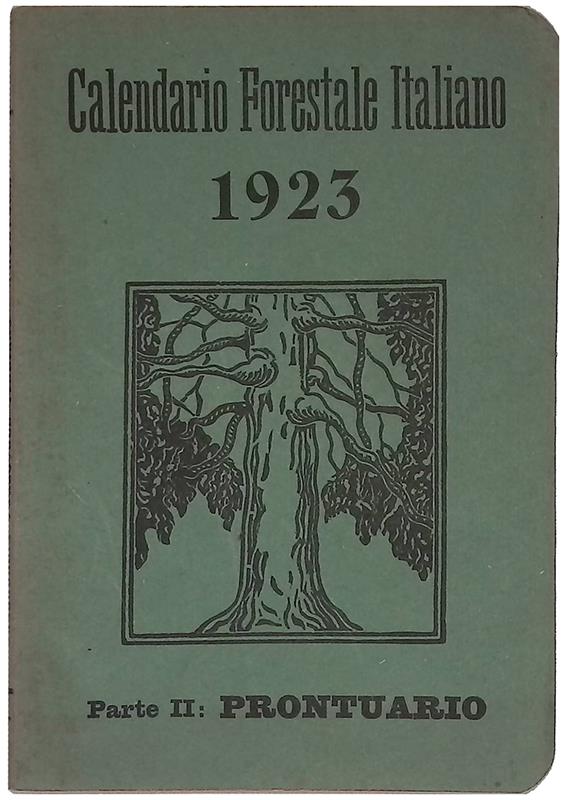 Calendario Forestale Italiano
1923
Parte II: PRONTUARIO